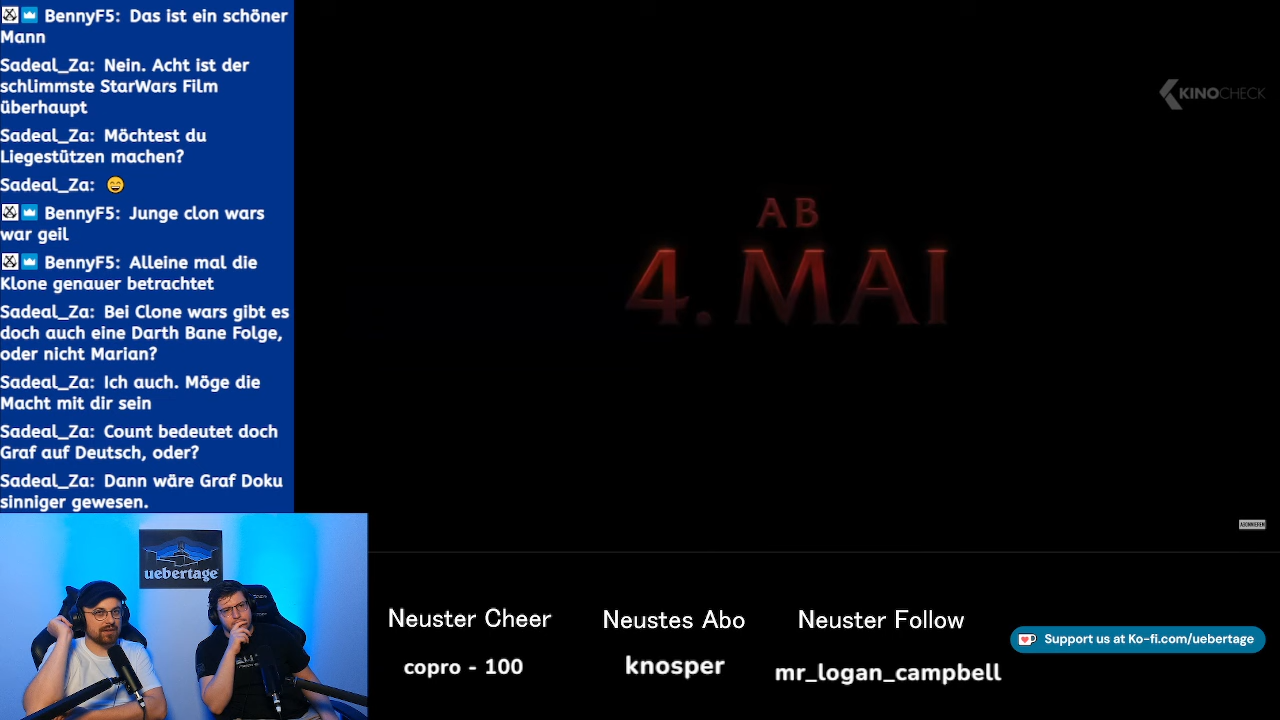 BennyF5: Das ist ein schöner
Mann
Sadeal_Za: Nein. Acht ist der
schlimmste StarWars Film
überhaupt
Sadeal_Za: Möchtest du
Liegestützen machen?
Sadeal_Za: 😄
BennyF5: Junge clon wars
war geil
BennyF5: Alleine mal die
Klone genauer betrachtet
Sadeal_Za: Bei Clone wars gibt es
doch auch eine Darth Bane Folge,
oder nicht Marian?
Sadeal_Za: Ich auch. Möge die
Macht mit dir sein
Sadeal_Za: Count bedeutet doch
Graf auf Deutsch, oder?
Sadeal_Za: Dann wäre Graf Doku
sinniger gewesen.
KINOCHECK
AB
4. MAI
ABONNIEREN
uebertage
Neuster Cheer
copro - 100
Neustes Abo
knosper
Neuster Follow
mr_logan_campbell
Support us at Ko-fi.com/uebertage